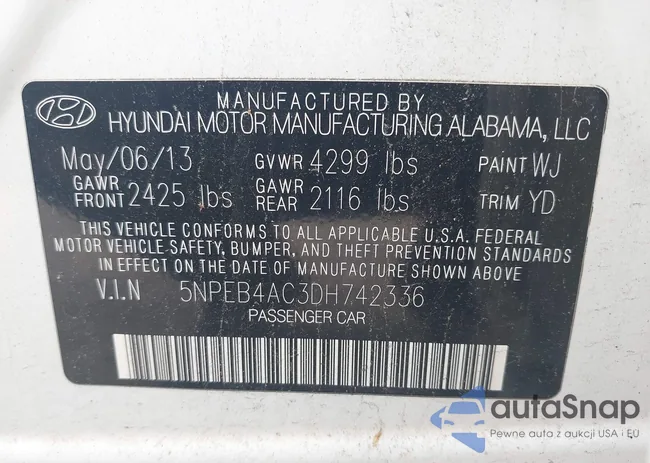 MANUFACTURED BY
HYUNDAI MOTOR MANUFACTURING ALABAMA, LLC
May/06/13 GVWR 4299 lbs PAINT WJ
GAWR FRONT 2425 lbs GAWR REAR 2116 lbs TRIM YD
THIS VEHICLE CONFORMS TO ALL APPLICABLE U.S.A. FEDERAL
MOTOR VEHICLE SAFETY, BUMPER, AND THEFT PREVENTION STANDARDS
IN EFFECT ON THE DATE OF MANUFACTURE SHOWN ABOVE
V.I.N 5NPEB4AC3DH742336
PASSENGER CAR
autoSnap
Pewne auta z aukcji USA i EU